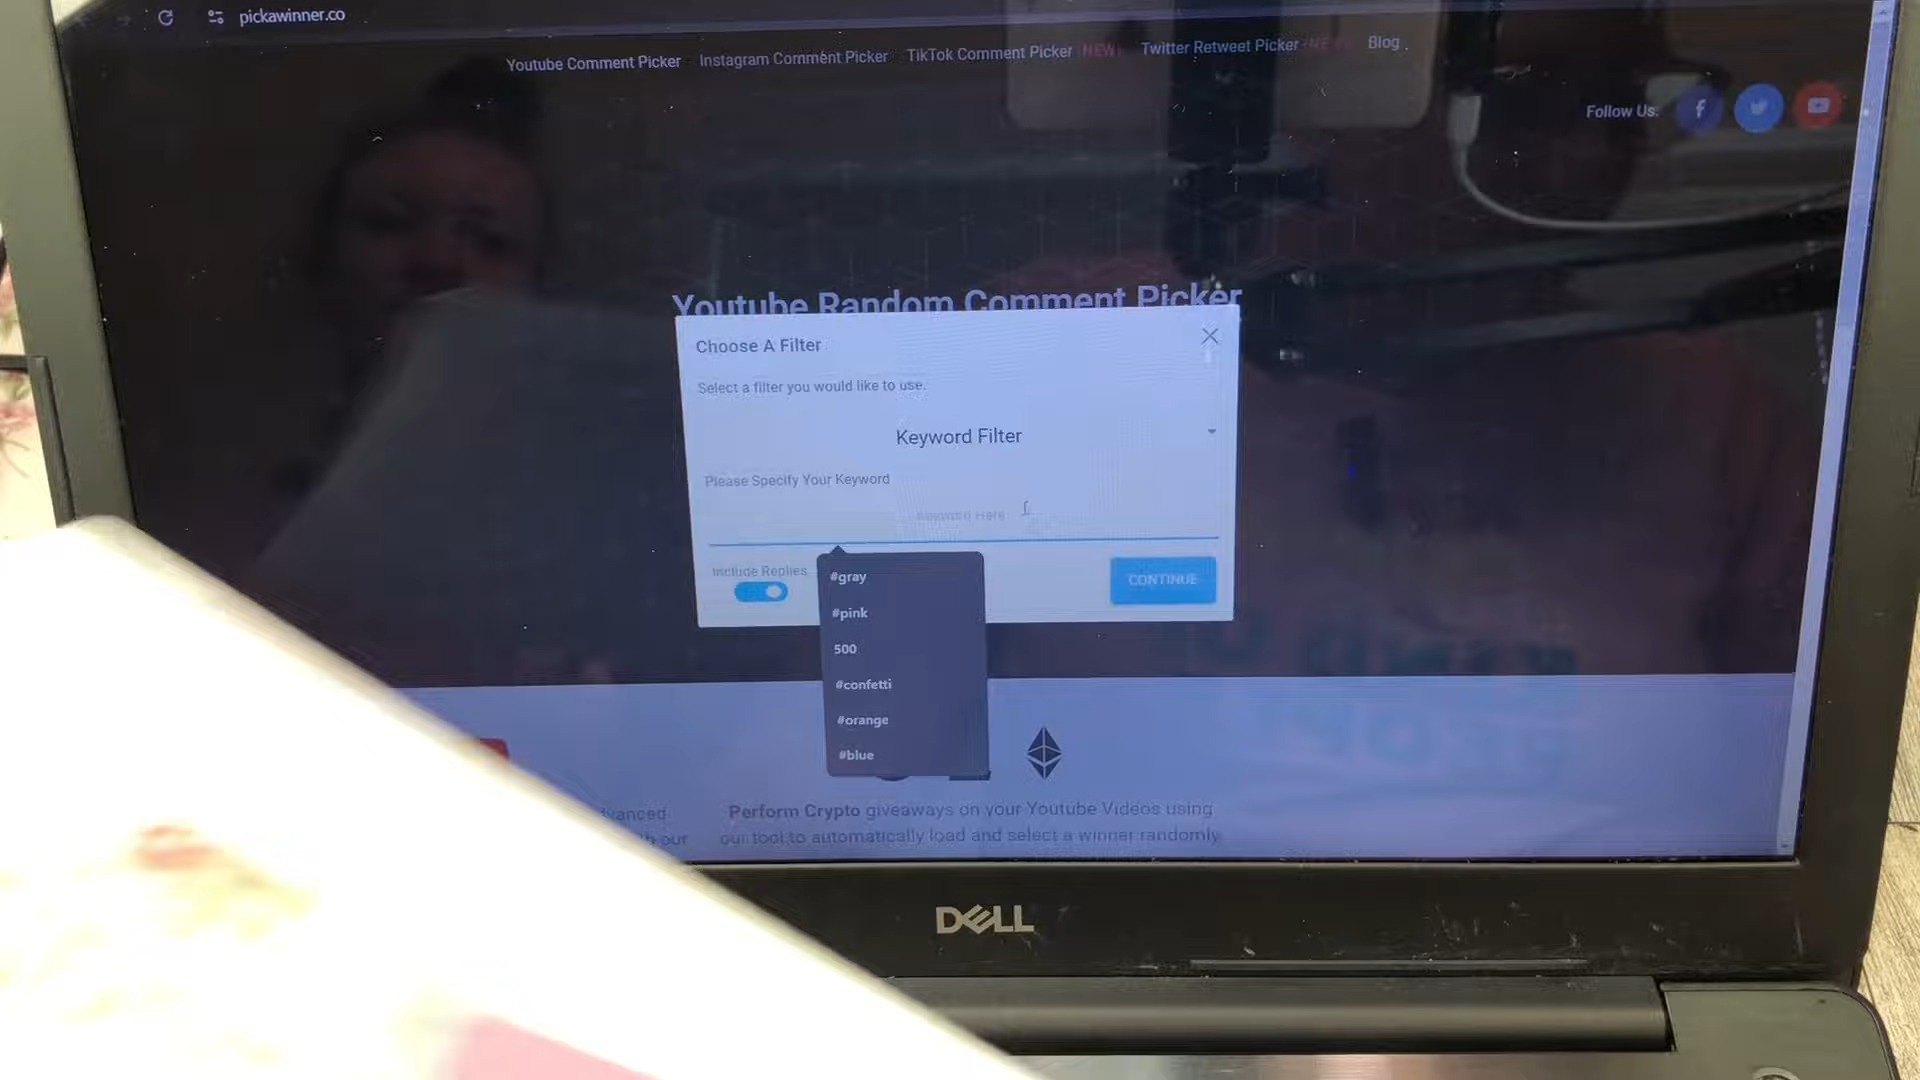 pickawinner.co
Youtube Comment Picker
Instagram Comment Picker
TikTok Comment Picker NEW!
Twitter Retweet Picker
Blog
Follow Us:
Youtube Random Comment Picker
Choose A Filter
Select a filter you would like to use.
Keyword Filter
Please Specify Your Keyword
Keyword Here
Include Replies
CONTINUE
#gray
#pink
500
#confetti
#orange
#blue
Perform Crypto giveaways on your Youtube Videos using
our tool to automatically load and select a winner randomly
our
DELL